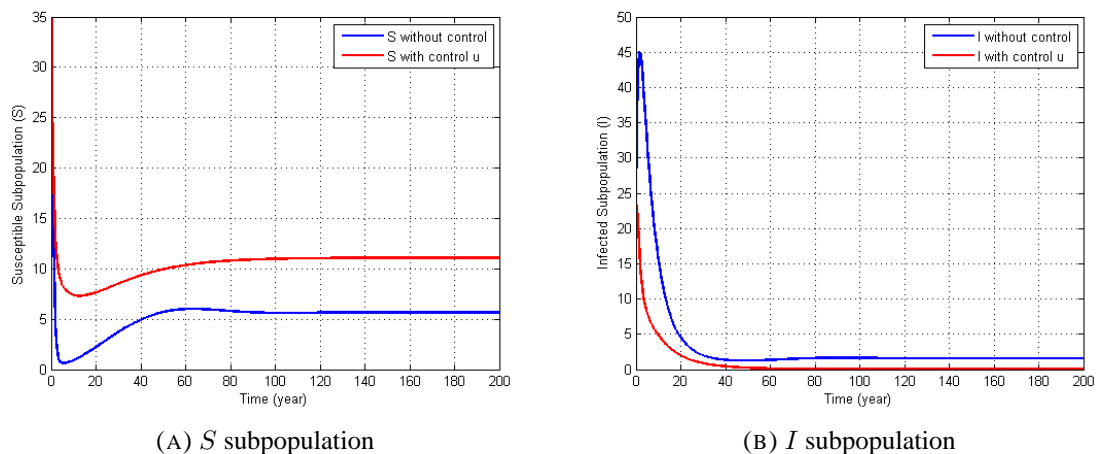 S without control
S with control u
Susceptible Subpopulation (S)
35
30
25
20
15
10
5
0
0 20 40 60 80 100 120 140 160 180 200
Time (year)
(A) S subpopulation
I without control
I with control u
Infected Subpopulation (I)
50
45
40
35
30
25
20
15
10
5
0
0 20 40 60 80 100 120 140 160 180 200
Time (year)
(B) I subpopulation